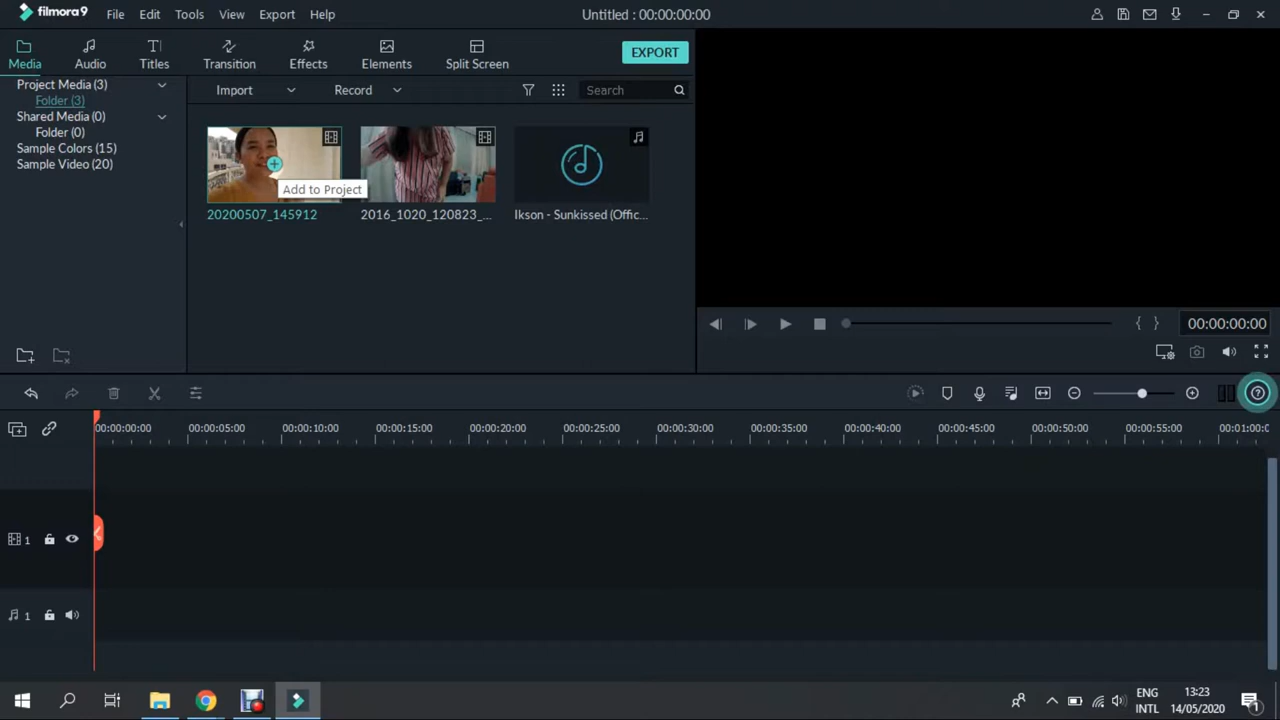 filmora9
File Edit Tools View Export Help
Untitled : 00:00:00:00
Media Audio Titles Transition Effects Elements Split Screen EXPORT
Project Media (3)
Folder (3)
Shared Media (0)
Folder (0)
Sample Colors (15)
Sample Video (20)
Import Record Search
Add to Project
20200507_145912 2016_1020_120823_... Ikson - Sunkissed (Offic...
00:00:00:00
00:00:00:00 00:00:05:00 00:00:10:00 00:00:15:00 00:00:20:00 00:00:25:00 00:00:30:00 00:00:35:00 00:00:40:00 00:00:45:00 00:00:50:00 00:00:55:00 00:01:00:0
1
1
ENG
INTL
13:23
14/05/2020
1